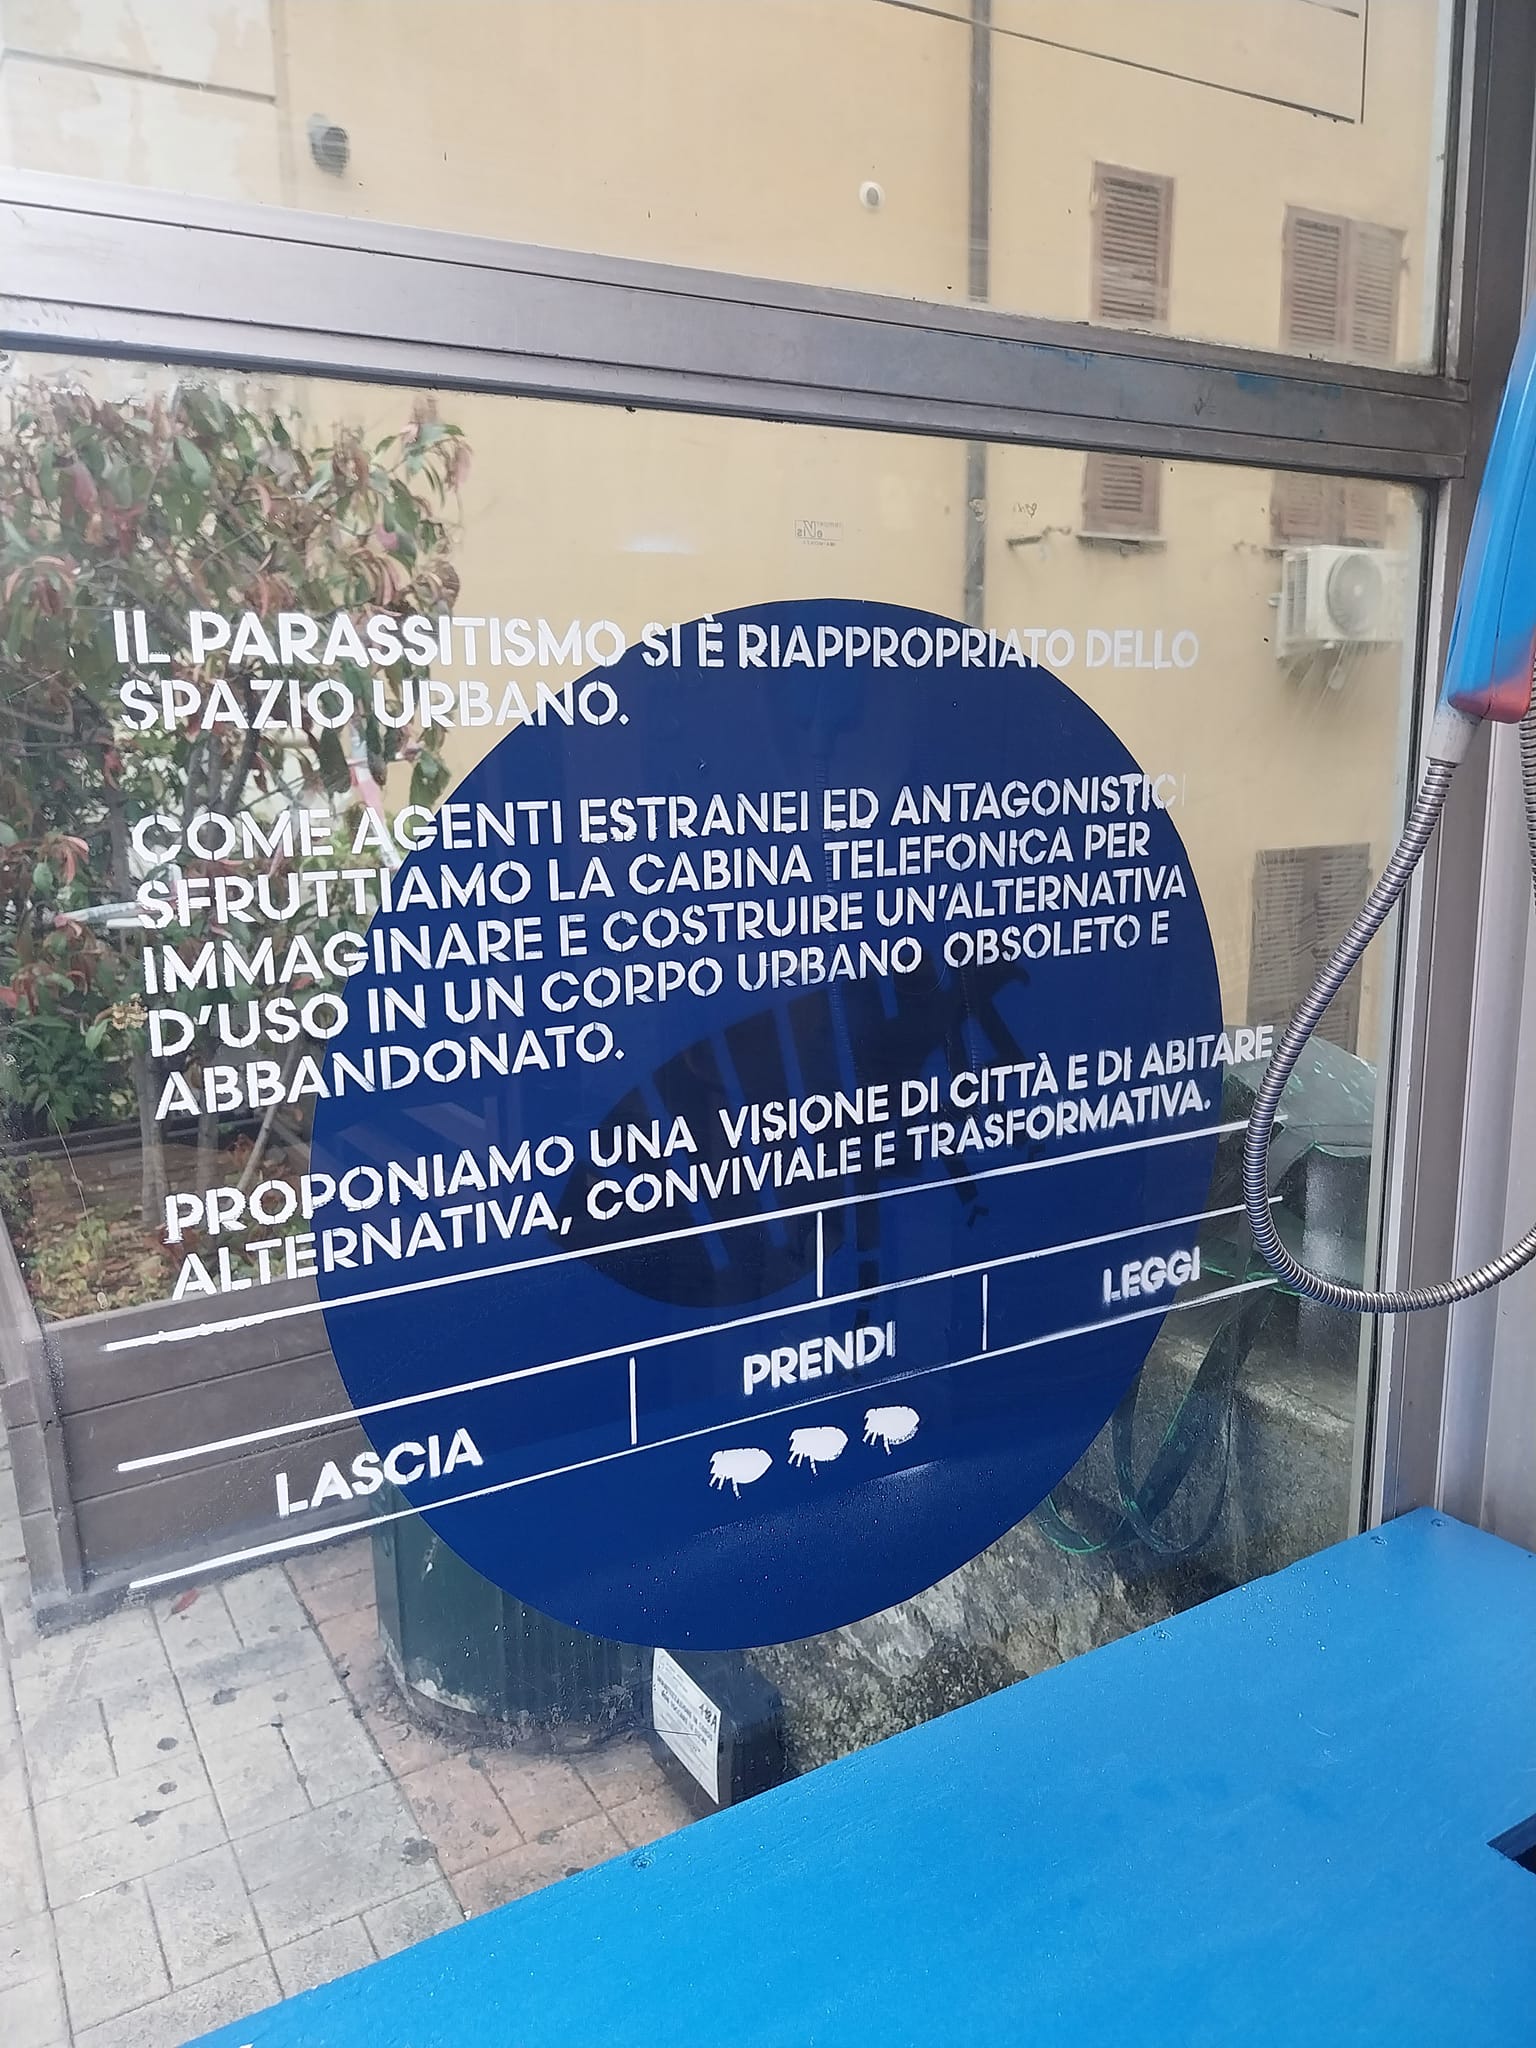 IL PARASSITISMO SI È RIAPPROPRIATO DELLO
SPAZIO URBANO.
COME AGENTI ESTRANEI ED ANTAGONISTICI
SFRUTTIAMO LA CABINA TELEFONICA PER
IMMAGINARE E COSTRUIRE UN'ALTERNATIVA
D'USO IN UN CORPO URBANO OBSOLETO E
ABBANDONATO.
PROPONIAMO UNA VISIONE DI CITTÀ E DI ABITARE
ALTERNATIVA, CONVIVIALE E TRASFORMATIVA.
LASCIA PRENDI LEGGI